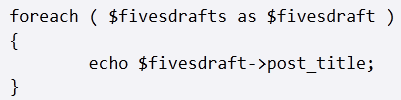 foreach ( $fivesdrafts as $fivesdraft )
{
        echo $fivesdraft->post_title;
}